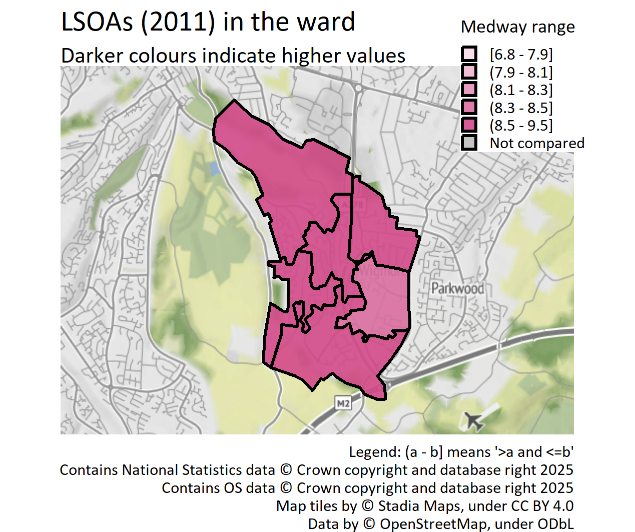 LSOAs (2011) in the ward
Darker colours indicate higher values
Medway range
[6.8 - 7.9]
(7.9 - 8.1]
(8.1 - 8.3]
(8.3 - 8.5]
(8.5 - 9.5]
Not compared
Parkwood
M2
Legend: (a - b] means '>a and <=b'
Contains National Statistics data © Crown copyright and database right 2025
Contains OS data © Crown copyright and database right 2025
Map tiles by © Stadia Maps, under CC BY 4.0
Data by © OpenStreetMap, under ODbL